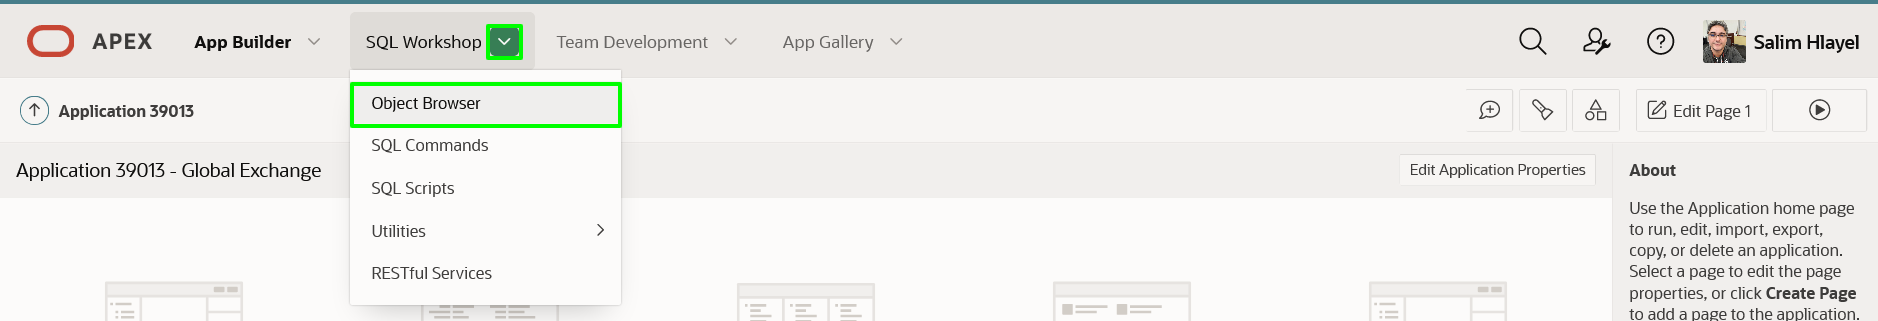 APEX
App Builder
SQL Workshop
Team Development
App Gallery
Salim Hlayel
Application 39013
Edit Page 1
Object Browser
SQL Commands
SQL Scripts
Utilities
RESTful Services
Application 39013 - Global Exchange
Edit Application Properties
About
Use the Application home page
to run, edit, import, export,
copy, or delete an application.
Select a page to edit the page
properties, or click Create Page
to add a page to the application.